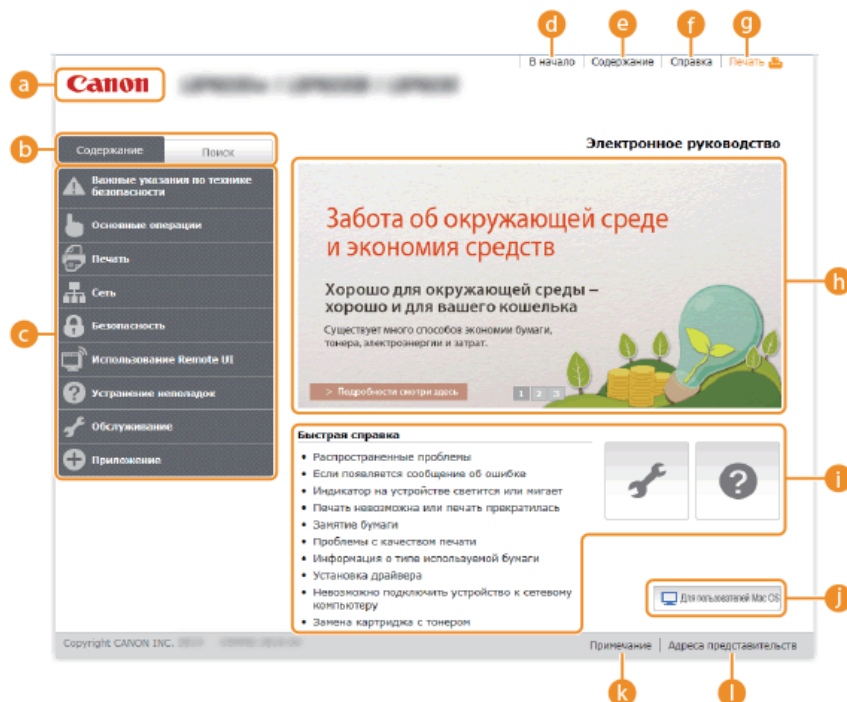 d e f g
В начало Содержание Справка Печать
a Canon
b Содержание Поиск
Электронное руководство
c
Важные указания по технике
безопасности
Основные операции
Печать
Сеть
Безопасность
Использование Remote UI
Устранение неполадок
Обслуживание
Приложение
h
Забота об окружающей среде
и экономия средств
Хорошо для окружающей среды –
хорошо и для вашего кошелька
Существует много способов экономии бумаги,
тонера, электроэнергии и затрат.
> Подробности смотри здесь 1 2 3
i
Быстрая справка
• Распространенные проблемы
• Если появляется сообщение об ошибке
• Индикатор на устройстве светится или мигает
• Печать невозможна или печать прекратилась
• Замятие бумаги
• Проблемы с качеством печати
• Информация о типе используемой бумаги
• Установка драйвера
• Невозможно подключить устройство к сетевому
компьютеру
• Замена картриджа с тонером
Для пользователей Mac OS j
Copyright CANON INC.
Примечание Адреса представительств
k l